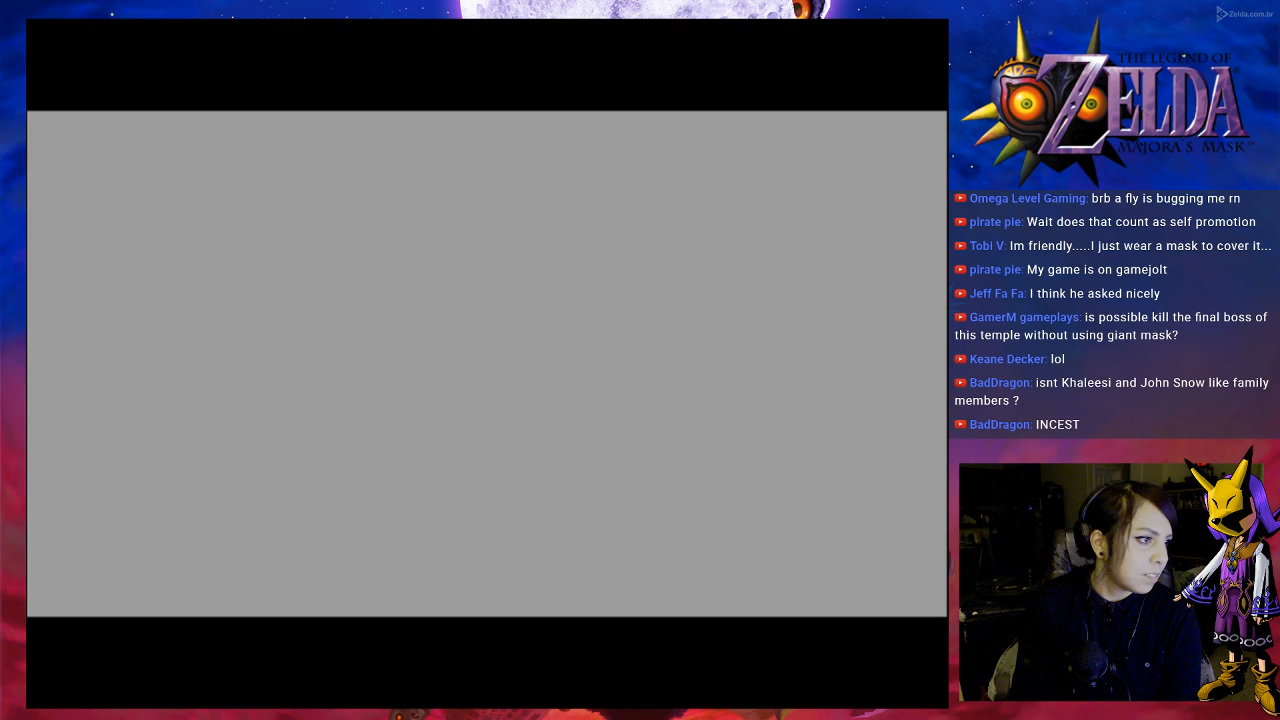 Zelda.com.br
THE LEGEND OF
ZELDA
MAJORA'S MASK™
Omega Level Gaming: brb a fly is bugging me rn
pirate pie: Wait does that count as self promotion
Tobi V: Im friendly.....I just wear a mask to cover it...
pirate pie: My game is on gamejolt
Jeff Fa Fa: I think he asked nicely
GamerM gameplays: is possible kill the final boss of
this temple without using giant mask?
Keane Decker: lol
BadDragon: isnt Khaleesi and John Snow like family
members ?
BadDragon: INCEST